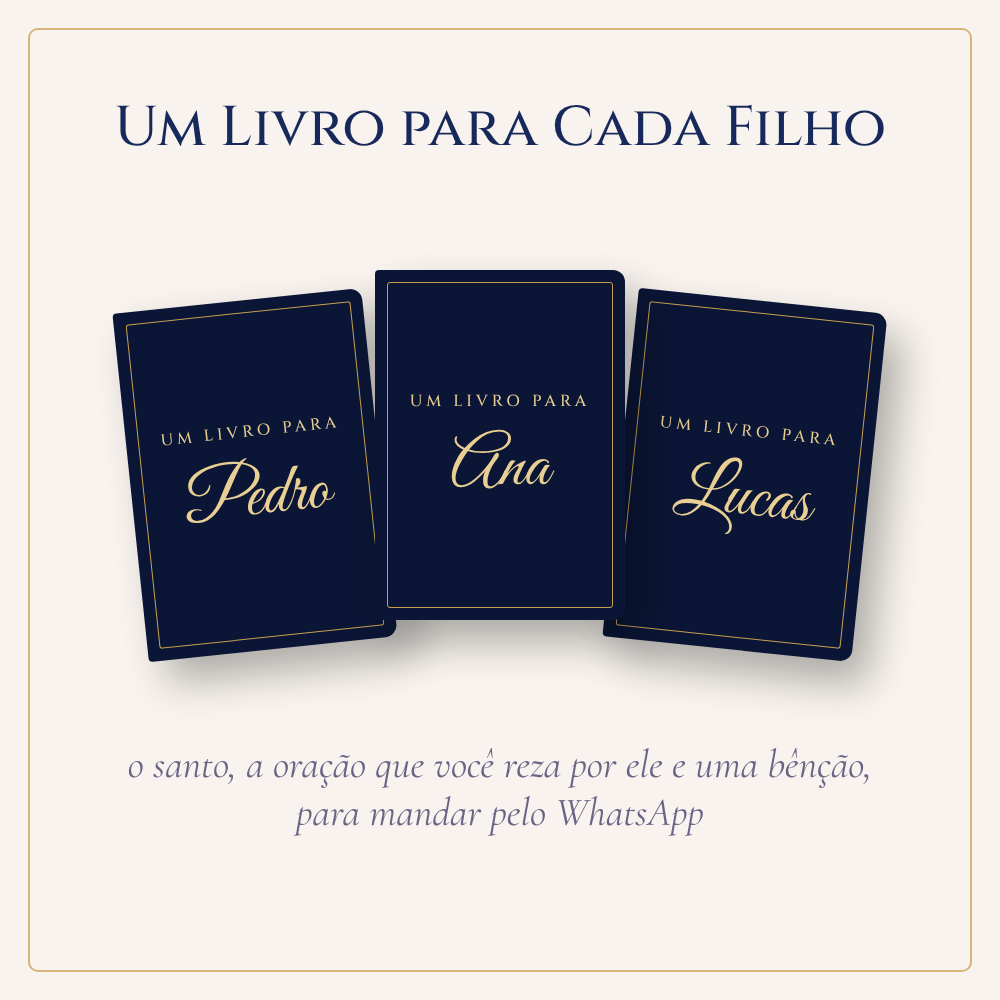 Um Livro para Cada Filho
UM LIVRO PARA
Pedro
UM LIVRO PARA
Ana
UM LIVRO PARA
Lucas
o santo, a oração que você reza por ele e uma bênção,
para mandar pelo WhatsApp